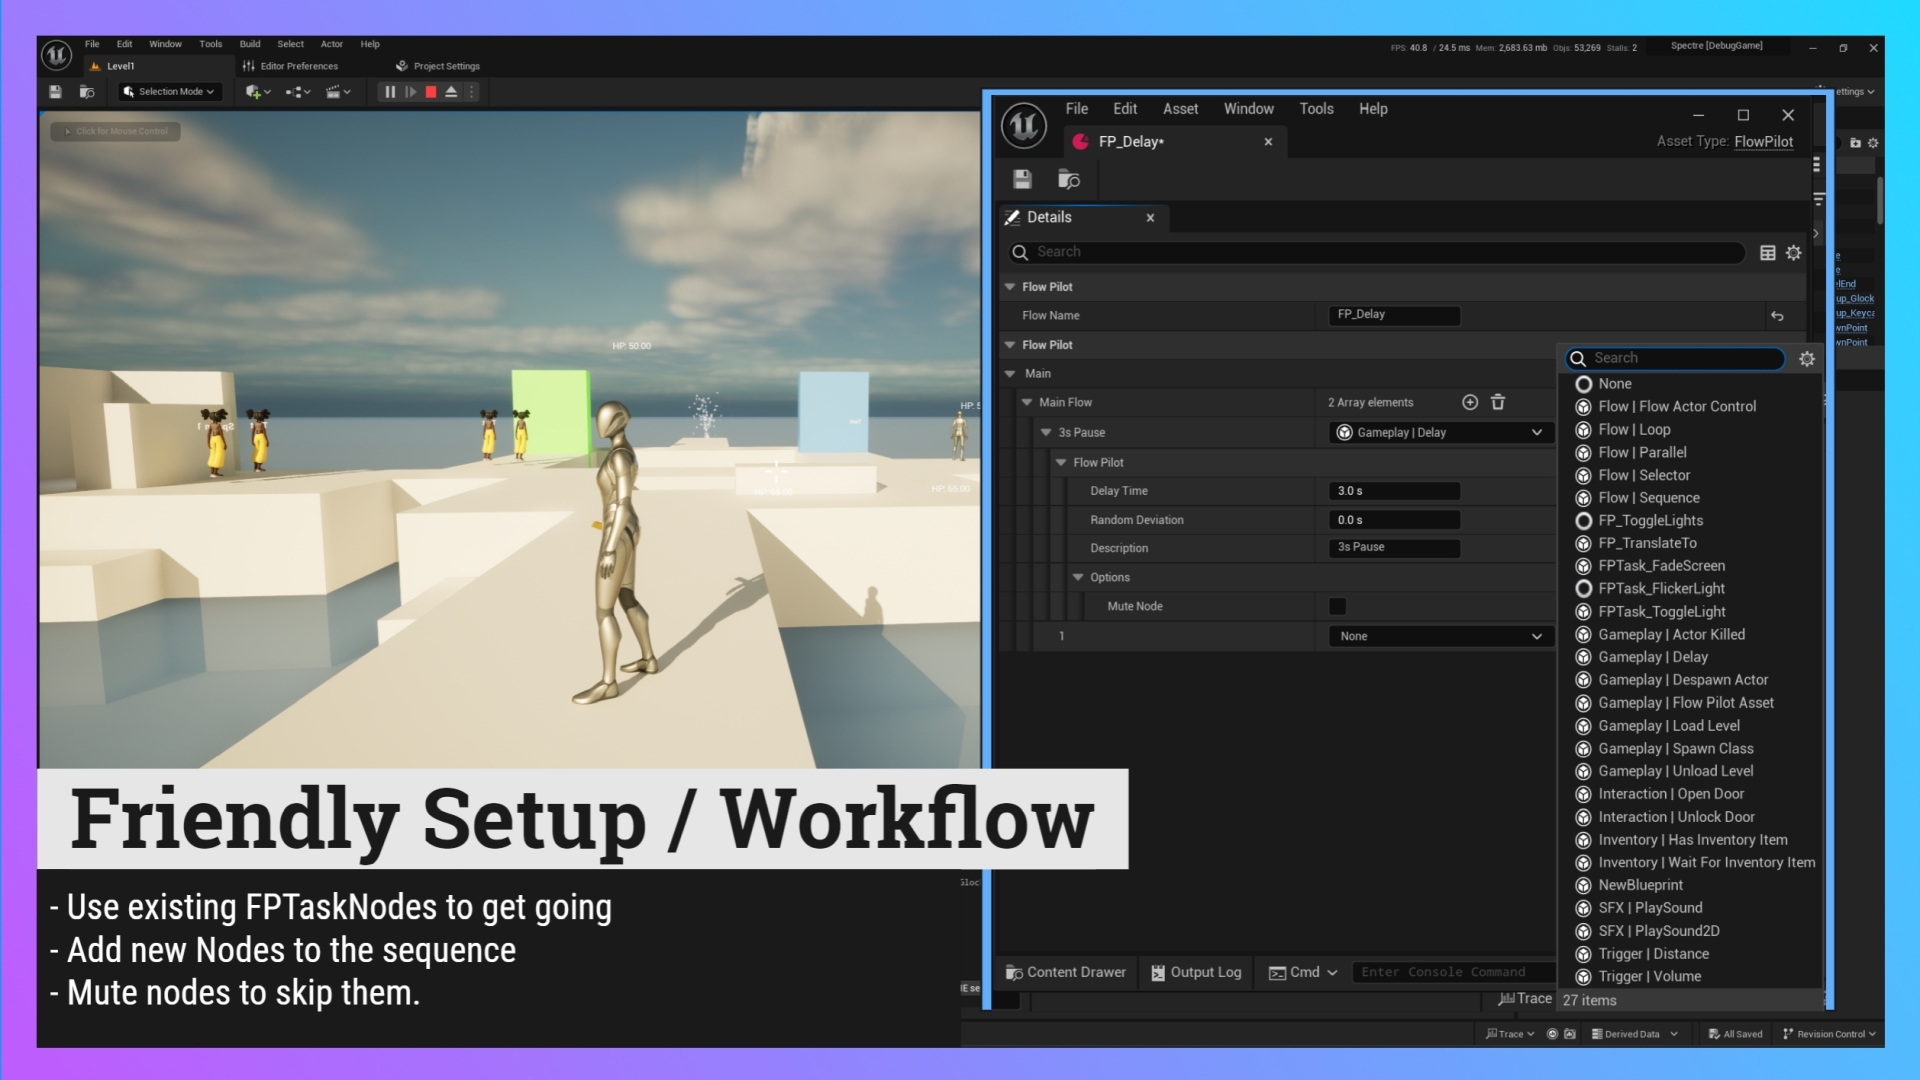 File Edit Window Tools Build Select Actor Help
FPS: 40.8 / 24.5 ms Mem: 2,683.63 mb Objs: 53,269 Stalls: 2
Spectre [DebugGame]
Level1
Editor Preferences
Project Settings
Selection Mode
ettings
Click for Mouse Control
HP: 50.00
HP: 5
HP: 65.00
File Edit Asset Window Tools Help
FP_Delay*
Asset Type: FlowPilot
Details
Search
Flow Pilot
Flow Name FP_Delay
Flow Pilot
Main
Main Flow 2 Array elements
3s Pause Gameplay | Delay
Flow Pilot
Delay Time 3.0 s
Random Deviation 0.0 s
Description 3s Pause
Options
Mute Node
1 None
Search
None
Flow | Flow Actor Control
Flow | Loop
Flow | Parallel
Flow | Selector
Flow | Sequence
FP_ToggleLights
FP_TranslateTo
FPTask_FadeScreen
FPTask_FlickerLight
FPTask_ToggleLight
Gameplay | Actor Killed
Gameplay | Delay
Gameplay | Despawn Actor
Gameplay | Flow Pilot Asset
Gameplay | Load Level
Gameplay | Spawn Class
Gameplay | Unload Level
Interaction | Open Door
Interaction | Unlock Door
Inventory | Has Inventory Item
Inventory | Wait For Inventory Item
NewBlueprint
SFX | PlaySound
SFX | PlaySound2D
Trigger | Distance
Trigger | Volume
27 items
e
e
elEnd
up_Glock
up_Keyca
wnPoint
wnPoint
Friendly Setup / Workflow
- Use existing FPTaskNodes to get going
- Add new Nodes to the sequence
- Mute nodes to skip them.
Content Drawer Output Log Cmd Enter Console Command
Trace
Trace Derived Data All Saved Revision Control